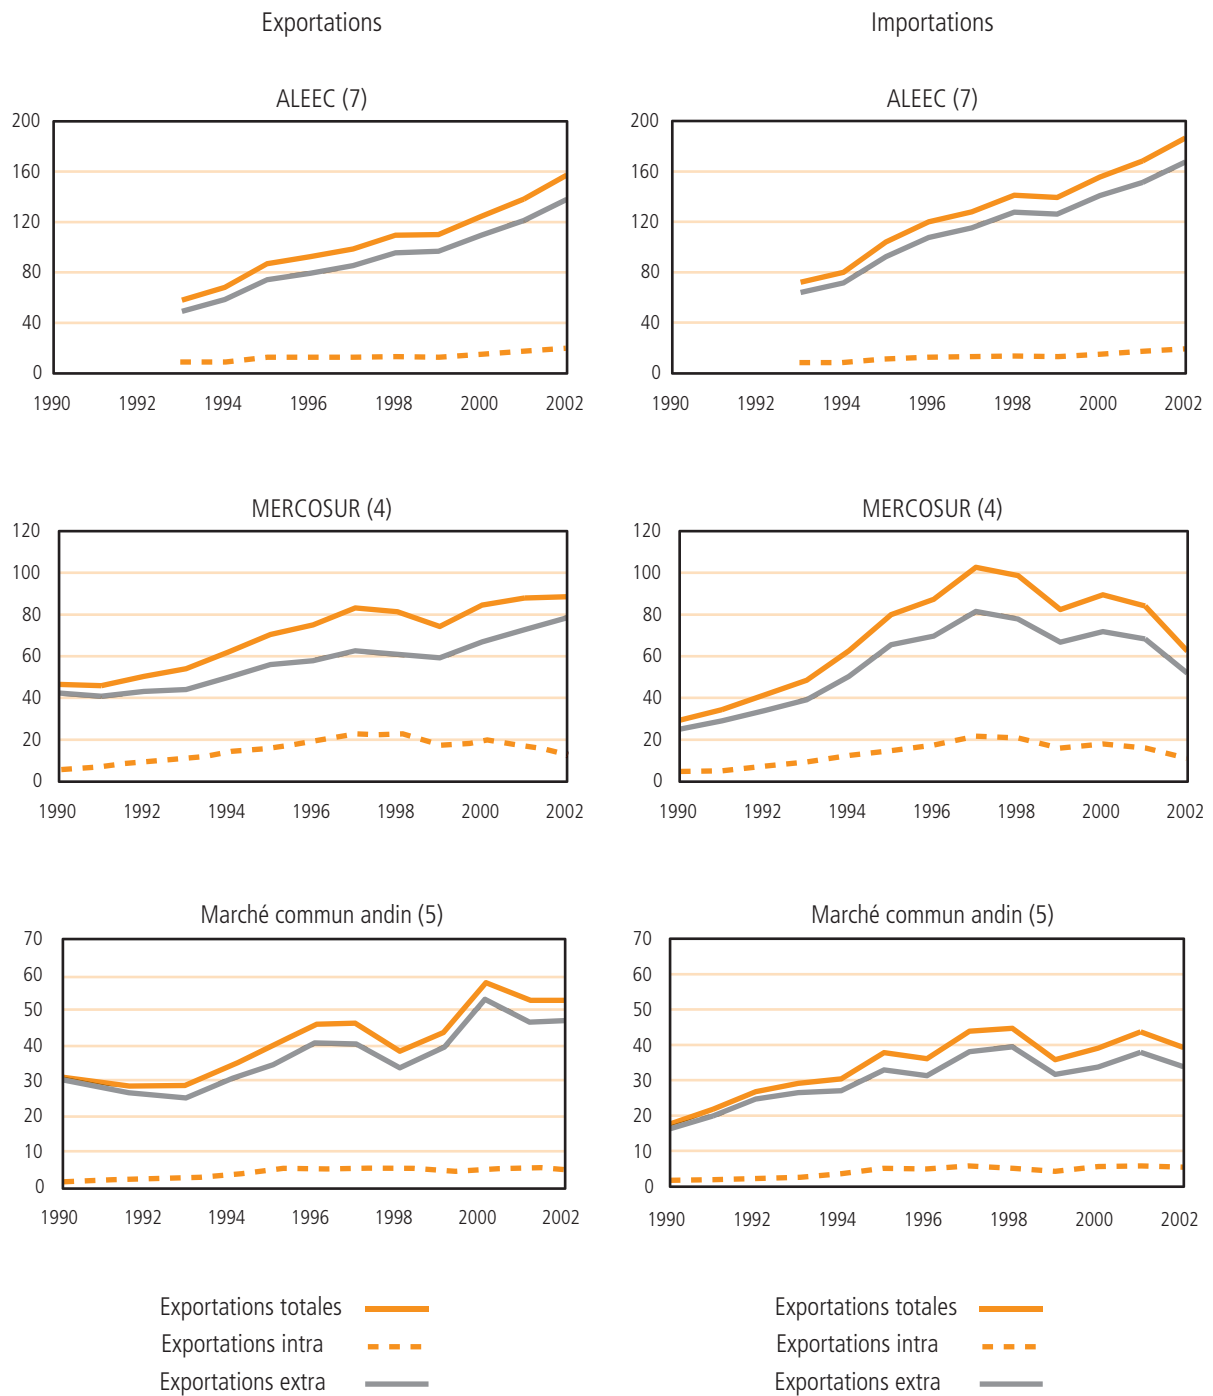 Exportations
Importations
ALEEC (7)
200
160
120
80
40
0
1990 1992 1994 1996 1998 2000 2002
ALEEC (7)
200
160
120
80
40
0
1990 1992 1994 1996 1998 2000 2002
MERCOSUR (4)
120
100
80
60
40
20
0
1990 1992 1994 1996 1998 2000 2002
MERCOSUR (4)
120
100
80
60
40
20
0
1990 1992 1994 1996 1998 2000 2002
Marché commun andin (5)
70
60
50
40
30
20
10
0
1990 1992 1994 1996 1998 2000 2002
Marché commun andin (5)
70
60
50
40
30
20
10
0
1990 1992 1994 1996 1998 2000 2002
Exportations totales
Exportations intra
Exportations extra
Exportations totales
Exportations intra
Exportations extra